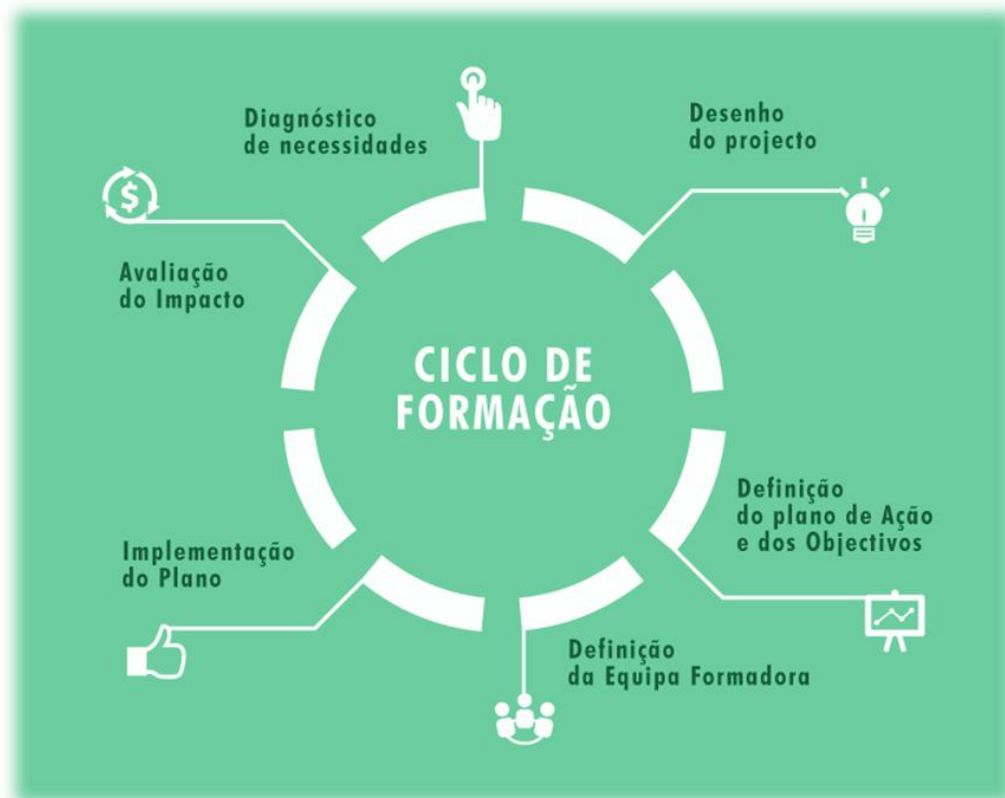 Diagnóstico
de necessidades
Desenho
do projecto
Avaliação
do Impacto
CICLO DE
FORMAÇÃO
Definição
do plano de Ação
e dos Objectivos
Implementação
do Plano
Definição
da Equipa Formadora
$